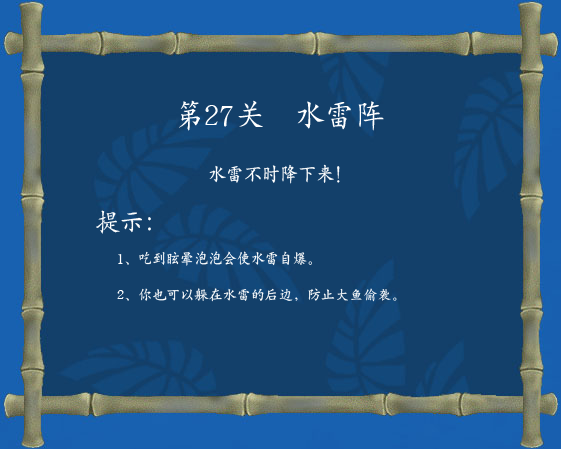 第27关 水雷阵
水雷不时降下来!
提示:
1、吃到眩晕泡泡会使水雷自爆。
2、你也可以躲在水雷的后边，防止大鱼偷袭。